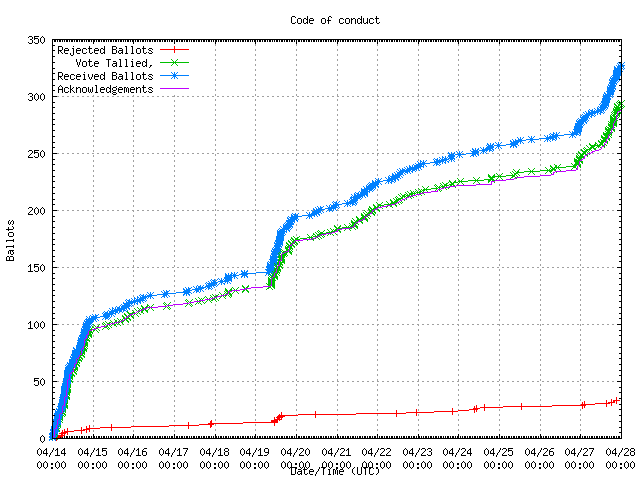 Code of conduct
350
Rejected Ballots
Vote Tallied,
Received Ballots
Acknowledgements
300
250
200
150
100
50
0
Ballots
04/14 04/15 04/16 04/17 04/18 04/19 04/20 04/21 04/22 04/23 04/24 04/25 04/26 04/27 04/28
00:00 00:00 00:00 00:00 00:00 00:00 00:00 00:00 00:00 00:00 00:00 00:00 00:00 00:00 00:00
Date/Time (UTC)